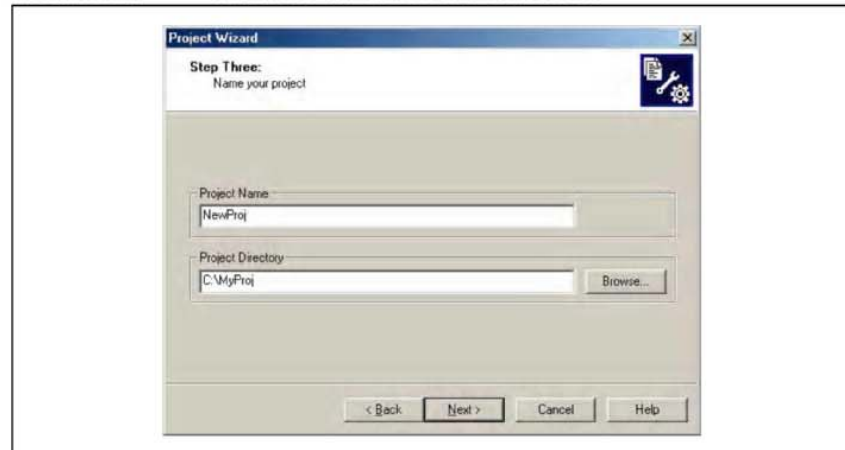 Project Wizard
Step Three:
Name your project
Project Name
NewProj
Project Directory
C:\MyProj
Browse...
< Back
Next >
Cancel
Help